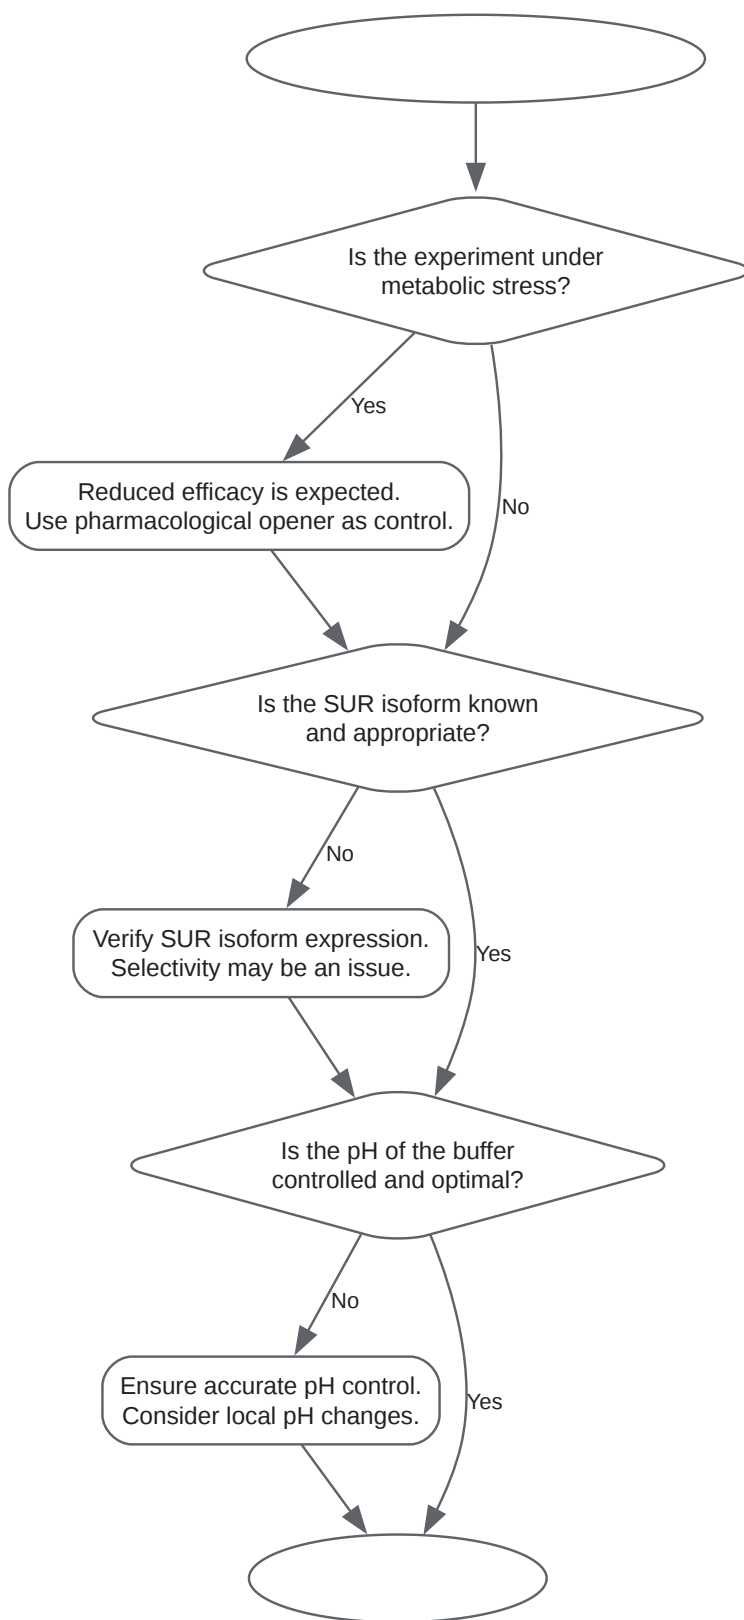 Is the experiment under
metabolic stress?
Yes
Reduced efficacy is expected.
Use pharmacological opener as control.
No
Is the SUR isoform known
and appropriate?
No
Verify SUR isoform expression.
Selectivity may be an issue.
Yes
Is the pH of the buffer
controlled and optimal?
No
Ensure accurate pH control.
Consider local pH changes.
Yes